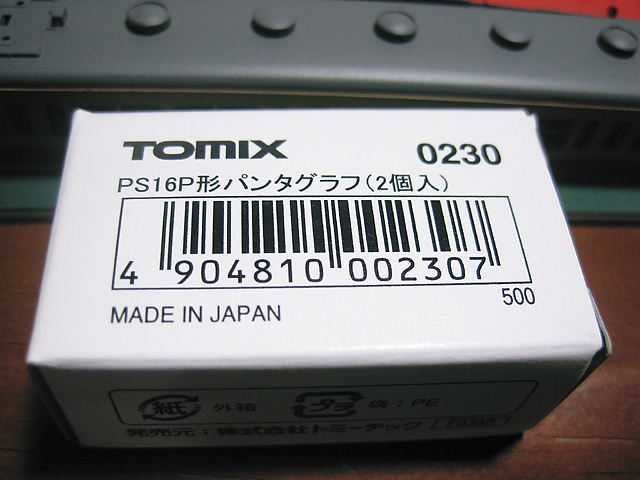 TOMIX 0230
PS16P形パンタグラフ(2個入)
4 904810 002307
500
MADE IN JAPAN
紙 外箱 プラ 袋：PE
発売元：株式会社トミーテック